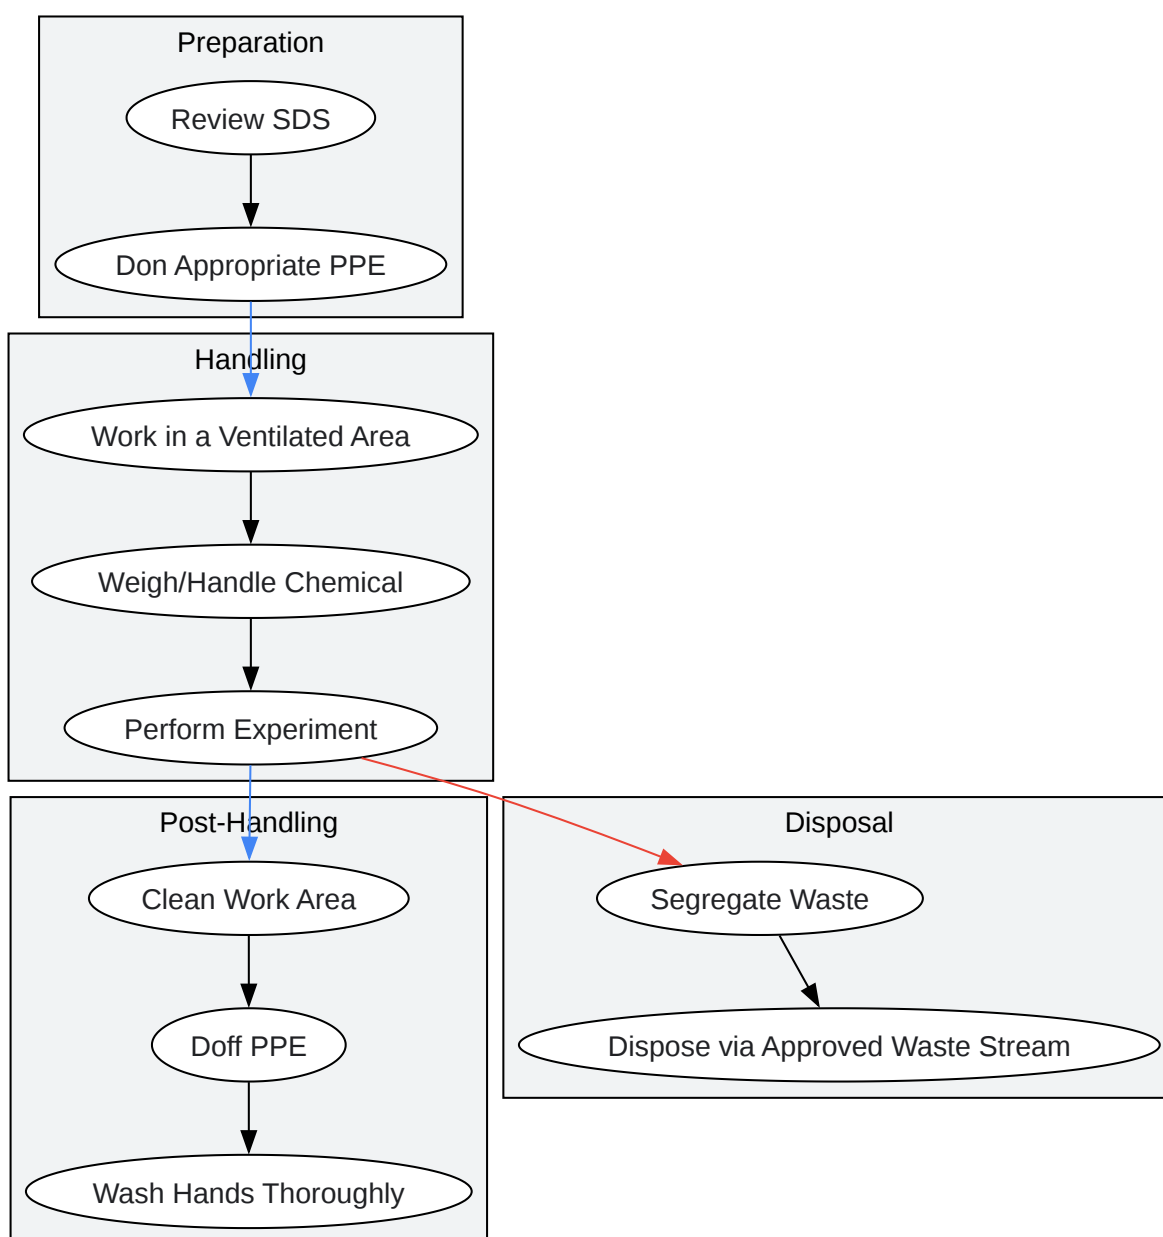 Preparation
Review SDS
Don Appropriate PPE
Handling
Work in a Ventilated Area
Weigh/Handle Chemical
Perform Experiment
Post-Handling
Clean Work Area
Doff PPE
Wash Hands Thoroughly
Disposal
Segregate Waste
Dispose via Approved Waste Stream